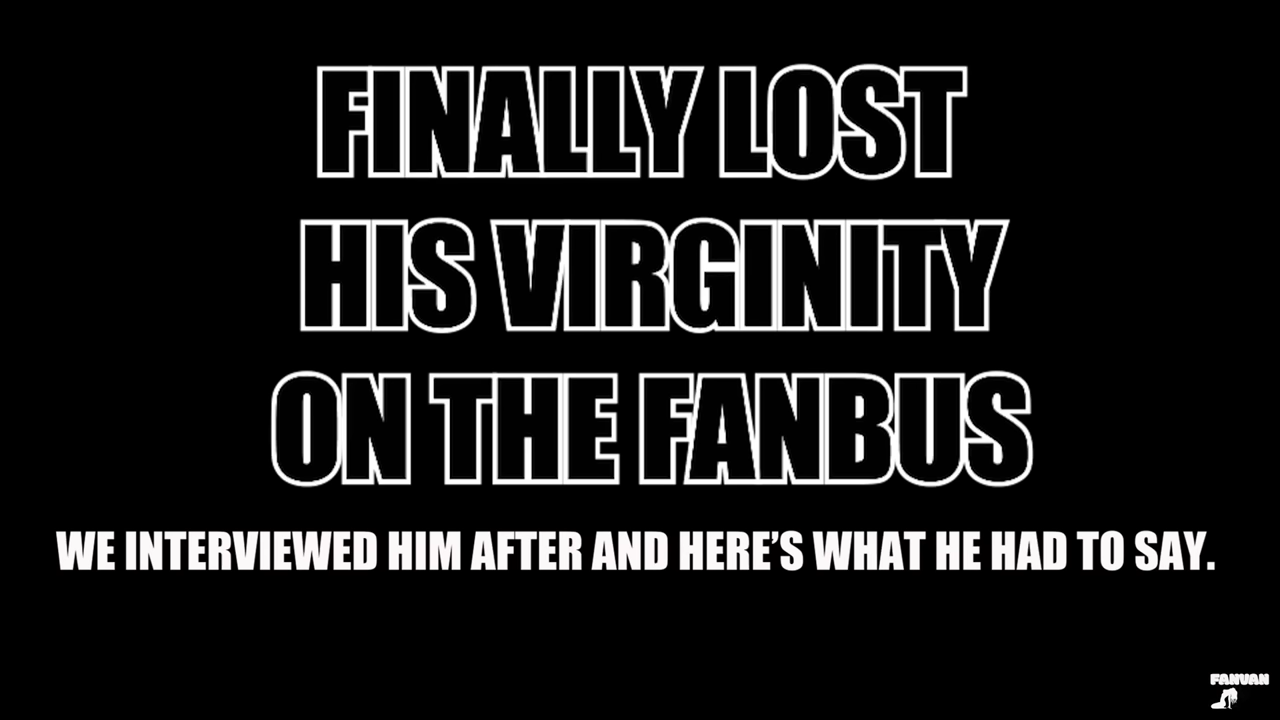 FINALLY LOST
HIS VIRGINITY
ON THE FANBUS
WE INTERVIEWED HIM AFTER AND HERE’S WHAT HE HAD TO SAY.
FANVAN